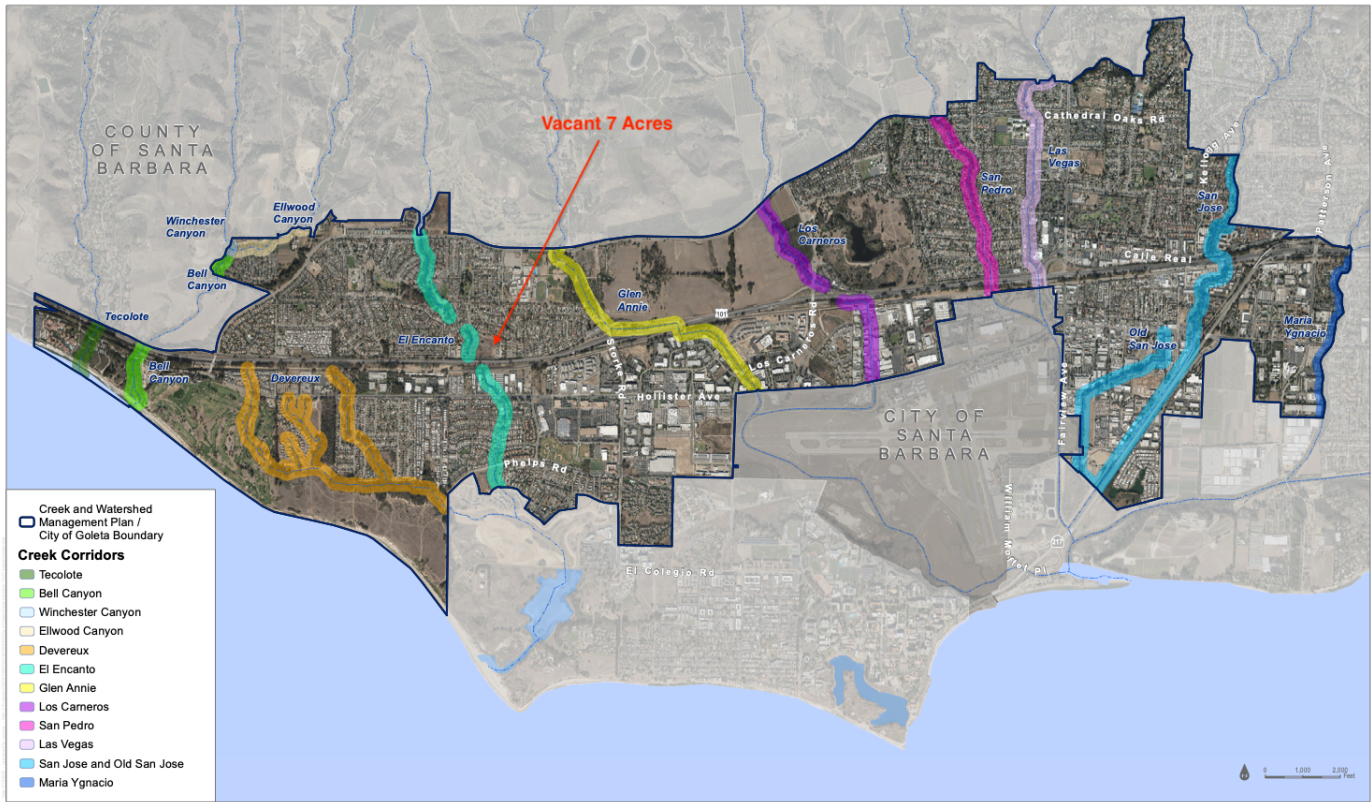 Vacant 7 Acres
COUNTY
OF SANTA
BARBARA
Cathedral Oaks Rd
Kellogg Ave
Patterson Ave
Las
Vegas
San
Pedro
San
Jose
Ellwood
Canyon
Winchester
Canyon
Los
Carneros
Calle Real
Bell
Canyon
Glen
Annie
101
Tecolote
Los Carneros Rd
Maria
Ygnacio
Old
San Jose
El Encanto
Storke Rd
Bell
Canyon
Devereux
Hollister Ave
Fairview Ave
CITY OF
SANTA
BARBARA
Phelps Rd
William Moffet Pl
217
El Colegio Rd
Creek and Watershed
Management Plan /
City of Goleta Boundary
Creek Corridors
Tecolote
Bell Canyon
Winchester Canyon
Ellwood Canyon
Devereux
El Encanto
Glen Annie
Los Carneros
San Pedro
Las Vegas
San Jose and Old San Jose
Maria Ygnacio
0 1,000 2,000
Feet